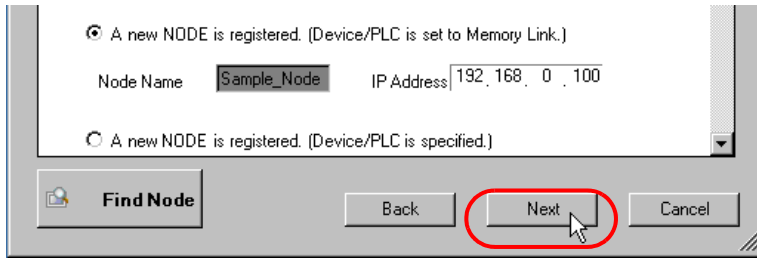 A new NODE is registered. (Device/PLC is set to Memory Link.)
Node Name Sample_Node IP Address 192. 168. 0 . 100
A new NODE is registered. (Device/PLC is specified.)
Find Node Back Next Cancel